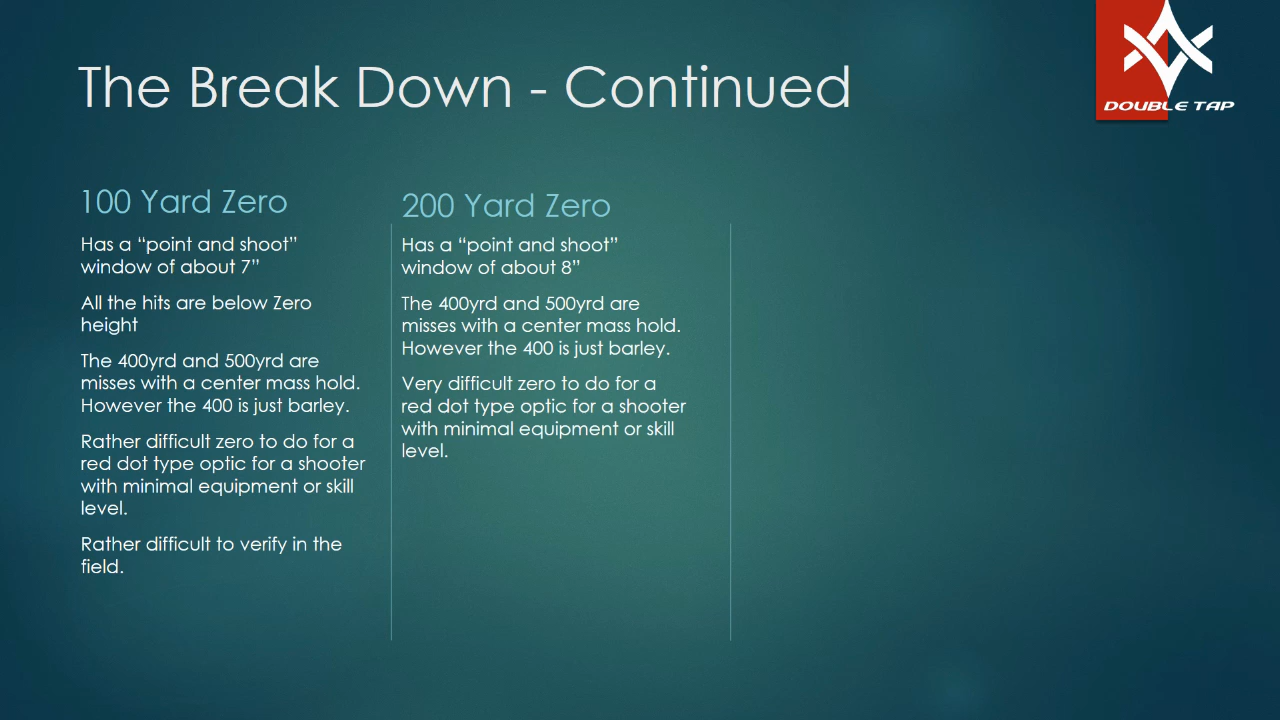 The Break Down - Continued
DOUBLE TAP
100 Yard Zero
Has a “point and shoot”
window of about 7”
All the hits are below Zero
height
The 400yrd and 500yrd are
misses with a center mass hold.
However the 400 is just barley.
Rather difficult zero to do for a
red dot type optic for a shooter
with minimal equipment or skill
level.
Rather difficult to verify in the
field.
200 Yard Zero
Has a “point and shoot”
window of about 8”
The 400yrd and 500yrd are
misses with a center mass hold.
However the 400 is just barley.
Very difficult zero to do for a
red dot type optic for a shooter
with minimal equipment or skill
level.